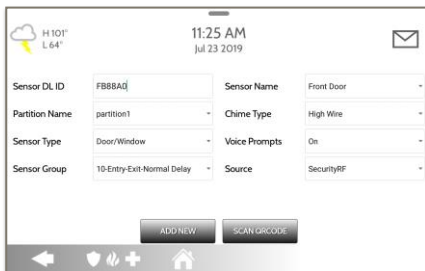 H 101°
L 64°
11:25 AM
Jul 23 2019
Sensor DL ID FB88A0 Sensor Name Front Door
Partition Name partition1 Chime Type High Wire
Sensor Type Door/Window Voice Prompts On
Sensor Group 10-Entry-Exit-Normal Delay Source SecurityRF
ADD NEW SCAN QRCODE